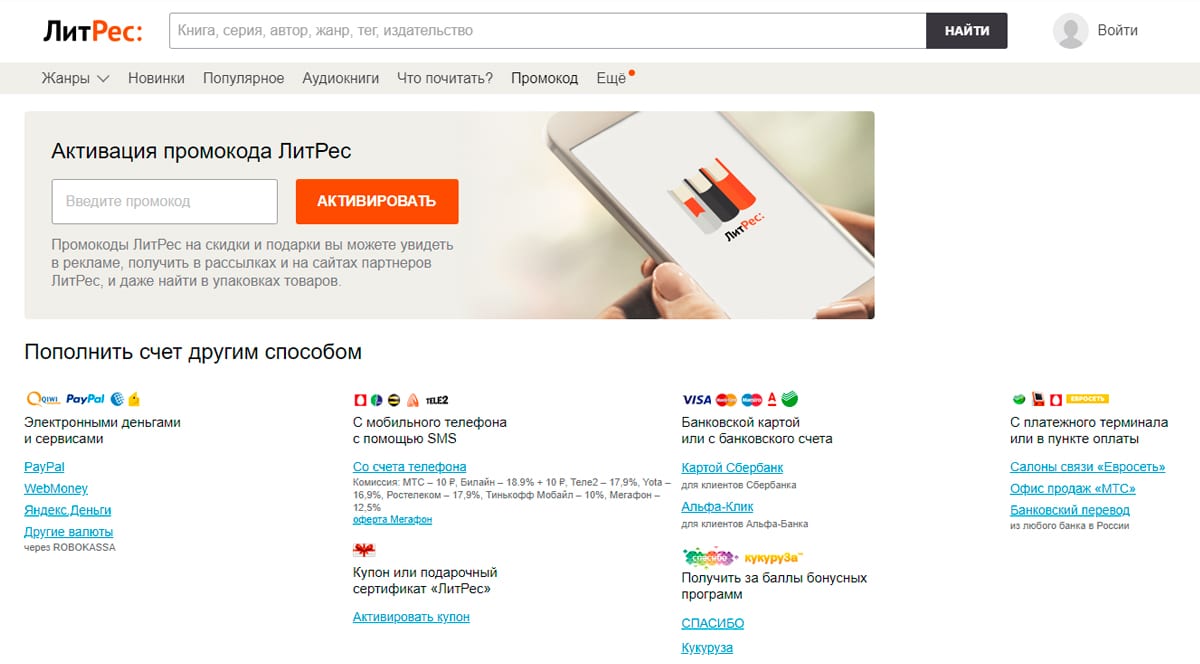 ЛитРес:
Книга, серия, автор, жанр, тег, издательство
НАЙТИ
Войти
Жанры
Новинки
Популярное
Аудиокниги
Что почитать?
Промокод
Ещё
Активация промокода ЛитРес
Введите промокод
АКТИВИРОВАТЬ
Промокоды ЛитРес на скидки и подарки вы можете увидеть
в рекламе, получить в рассылках и на сайтах партнеров
ЛитРес, и даже найти в упаковках товаров.
ЛитРес:
Пополнить счет другим способом
QIWI PayPal
Электронными деньгами
и сервисами
PayPal
WebMoney
Яндекс.Деньги
Другие валюты
через ROBOKASSA
TELE2
С мобильного телефона
с помощью SMS
Со счета телефона
Комиссия: МТС – 10 ₽, Билайн – 18.9% + 10 ₽, Теле2 – 17,9%, Yota –
16,9%, Ростелеком – 17,9%, Тинькофф Мобайл – 10%, Мегафон –
12,5%
оферта Мегафон
Купон или подарочный
сертификат «ЛитРес»
Активировать купон
VISA MasterCard Maestro
Банковской картой
или с банковского счета
Картой Сбербанк
для клиентов Сбербанка
Альфа-Клик
для клиентов Альфа-Банка
спасибо кукуруЗа
Получить за баллы бонусных
программ
СПАСИБО
Кукуруза
ЕВРОСЕТЬ
С платежного терминала
или в пункте оплаты
Салоны связи «Евросеть»
Офис продаж «МТС»
Банковский перевод
из любого банка в России